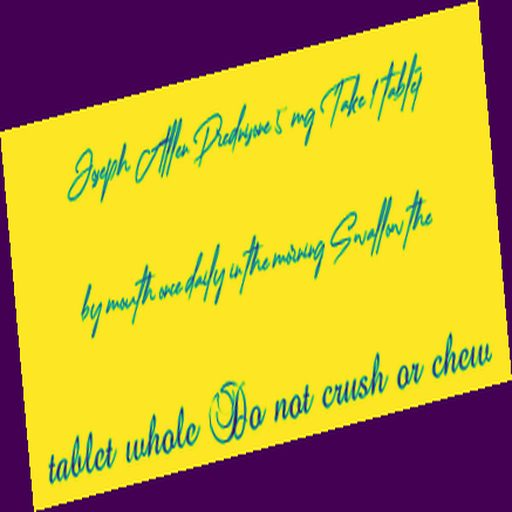 Joseph Allen Prednisone 5 mg Take 1 tablet
by mouth once daily in the morning Swallow the
tablet whole Do not crush or chew